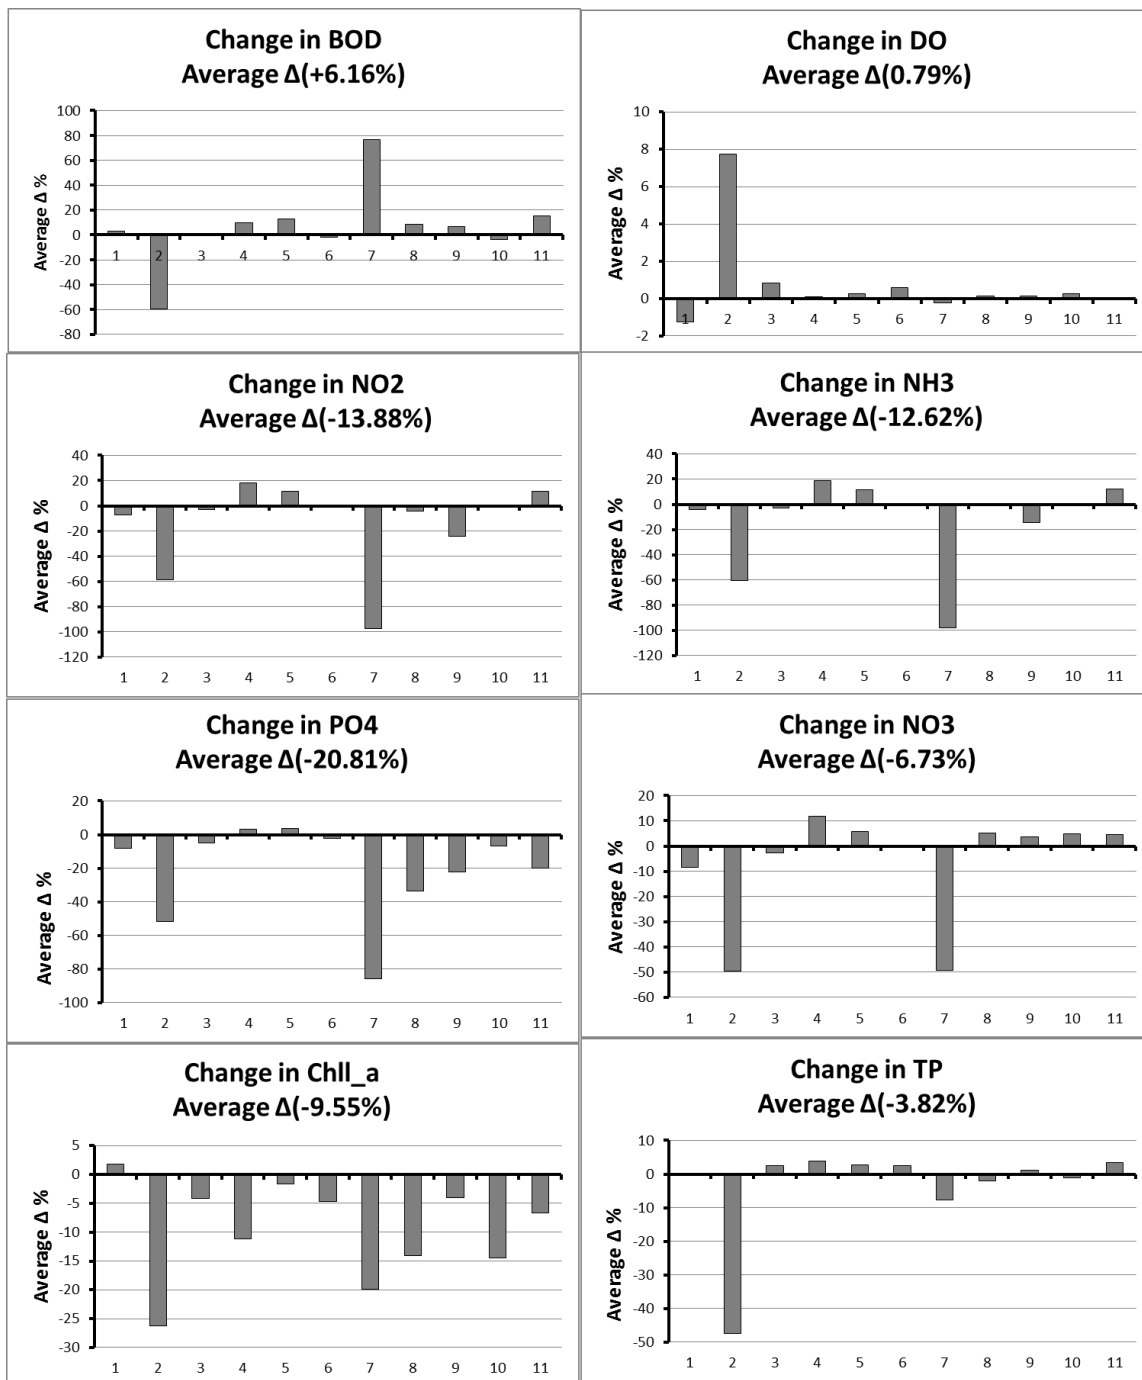 Change in BOD
Average Δ(+6.16%)
Average Δ %
100
80
60
40
20
0
-20
-40
-60
-80
1 2 3 4 5 6 7 8 9 10 11
Change in DO
Average Δ(0.79%)
Average Δ %
10
8
6
4
2
0
-2
1 2 3 4 5 6 7 8 9 10 11
Change in NO2
Average Δ(-13.88%)
Average Δ %
40
20
0
-20
-40
-60
-80
-100
-120
1 2 3 4 5 6 7 8 9 10 11
Change in NH3
Average Δ(-12.62%)
Average Δ %
40
20
0
-20
-40
-60
-80
-100
-120
1 2 3 4 5 6 7 8 9 10 11
Change in PO4
Average Δ(-20.81%)
Average Δ %
20
0
-20
-40
-60
-80
-100
1 2 3 4 5 6 7 8 9 10 11
Change in NO3
Average Δ(-6.73%)
Average Δ %
20
10
0
-10
-20
-30
-40
-50
-60
1 2 3 4 5 6 7 8 9 10 11
Change in Chll_a
Average Δ(-9.55%)
Average Δ %
5
0
-5
-10
-15
-20
-25
-30
1 2 3 4 5 6 7 8 9 10 11
Change in TP
Average Δ(-3.82%)
Average Δ %
10
0
-10
-20
-30
-40
-50
1 2 3 4 5 6 7 8 9 10 11